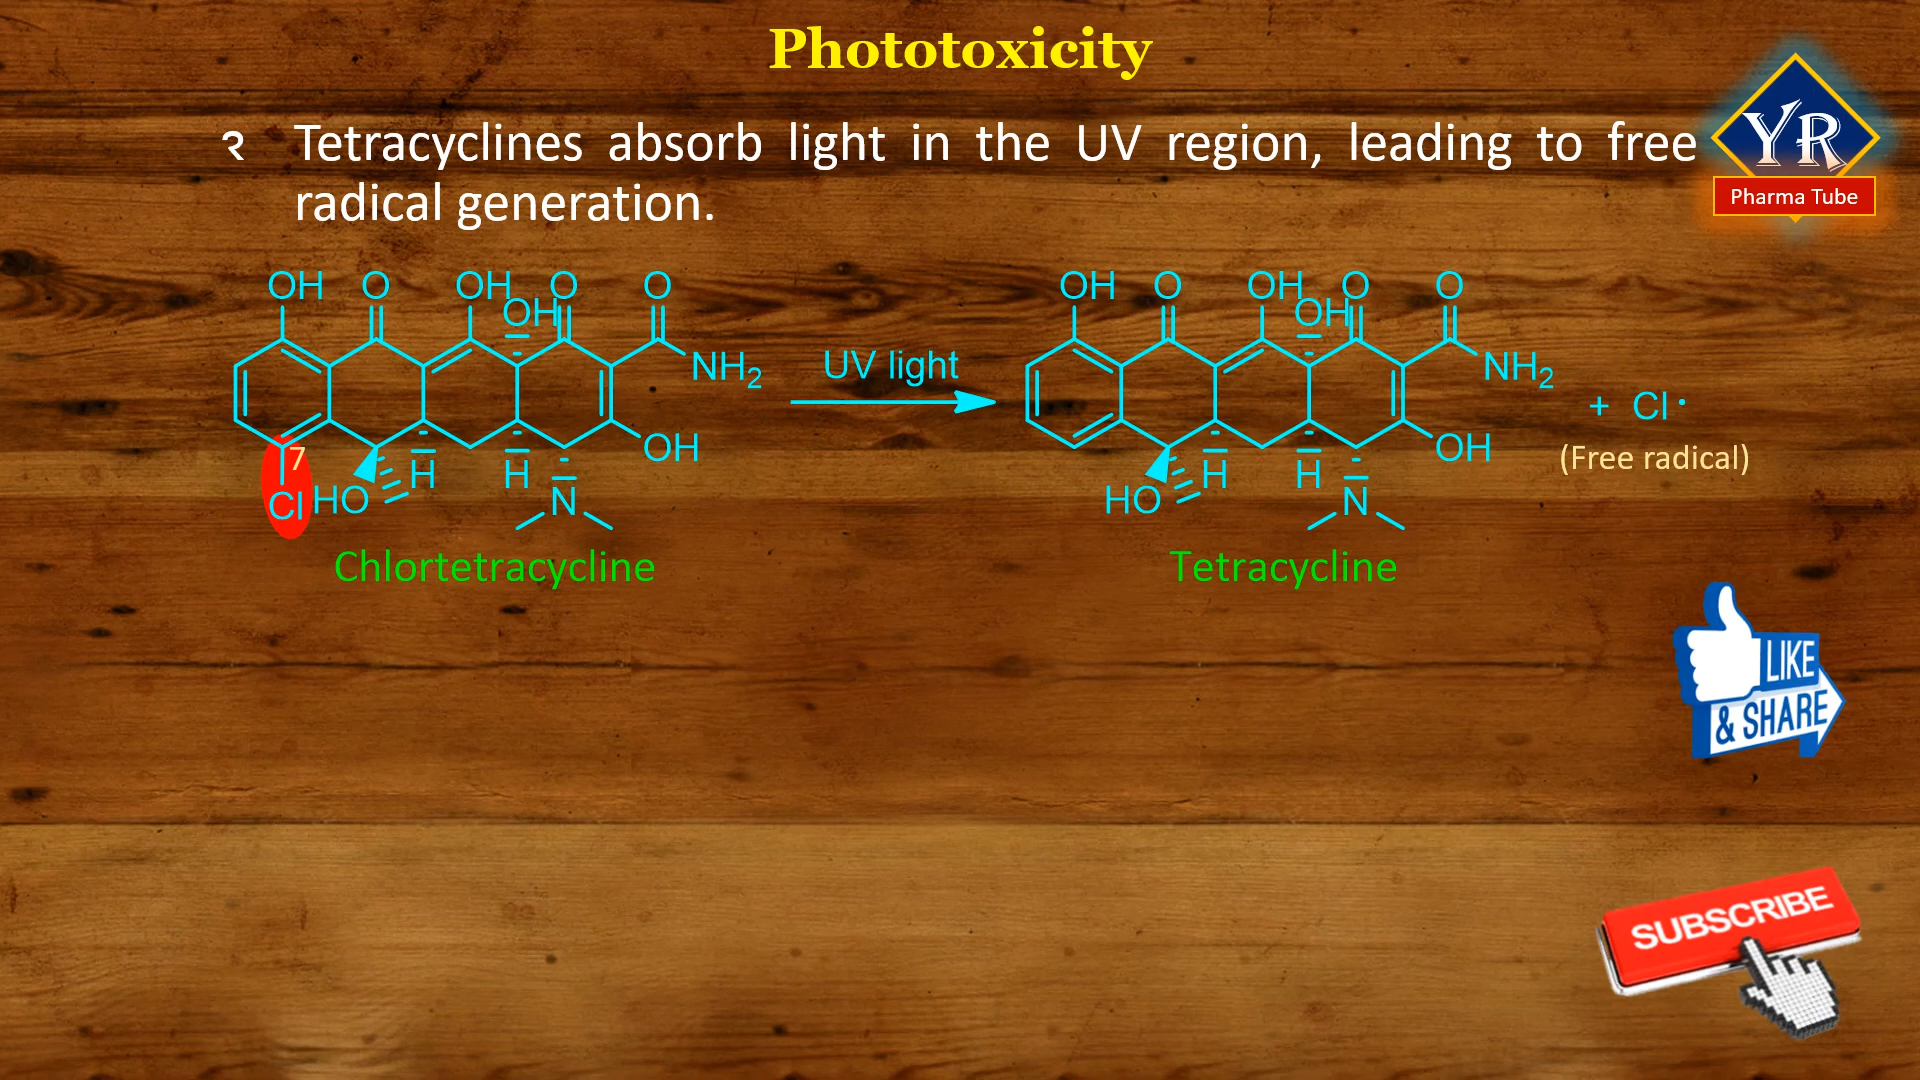 Phototoxicity
YR
Pharma Tube
२ Tetracyclines absorb light in the UV region, leading to free
radical generation.
OH O OH O O
OH
NH₂
OH
7
H H
Cl HO N
Chlortetracycline
UV light
OH O OH O O
OH
NH₂
OH
H H
HO N
Tetracycline
+ Cl•
(Free radical)
LIKE
& SHARE
SUBSCRIBE